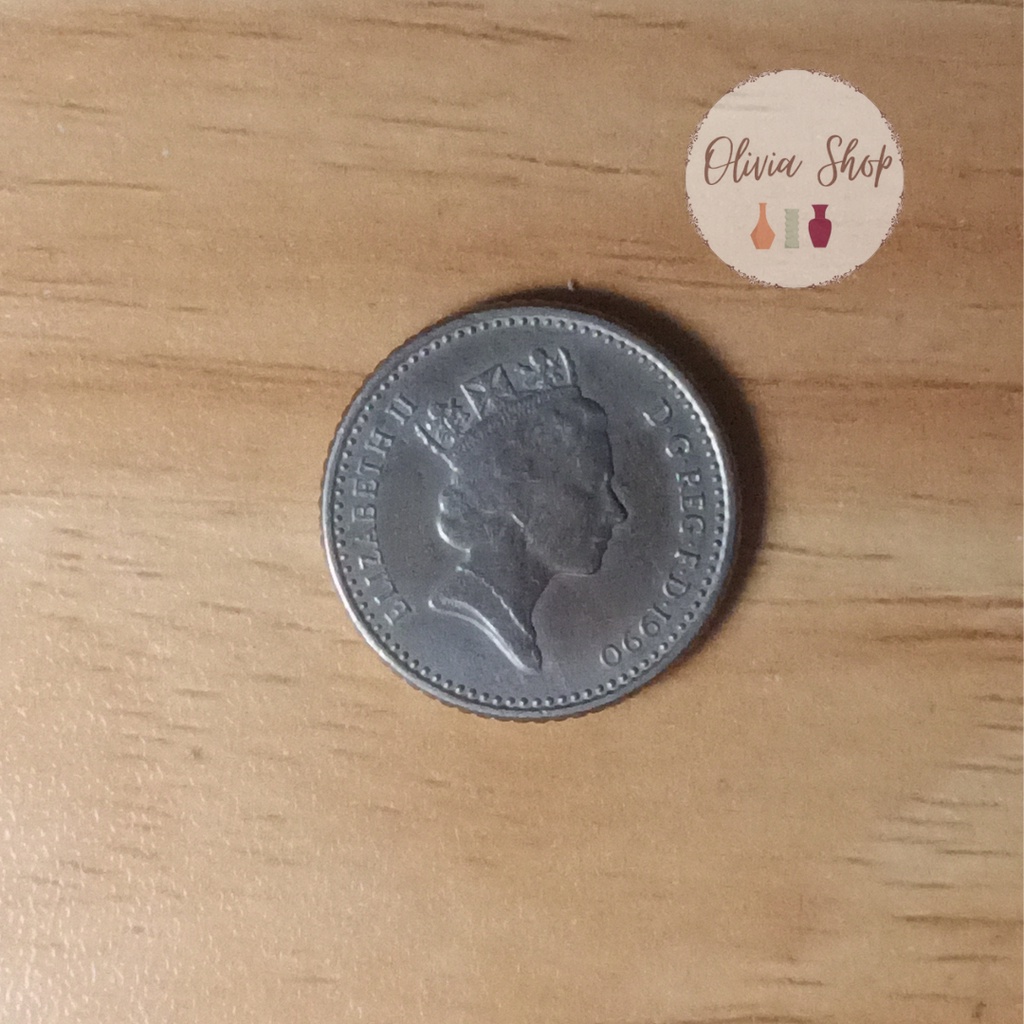 Olivia Shop
ELIZABETH II
D·G·REG·F·D·1990